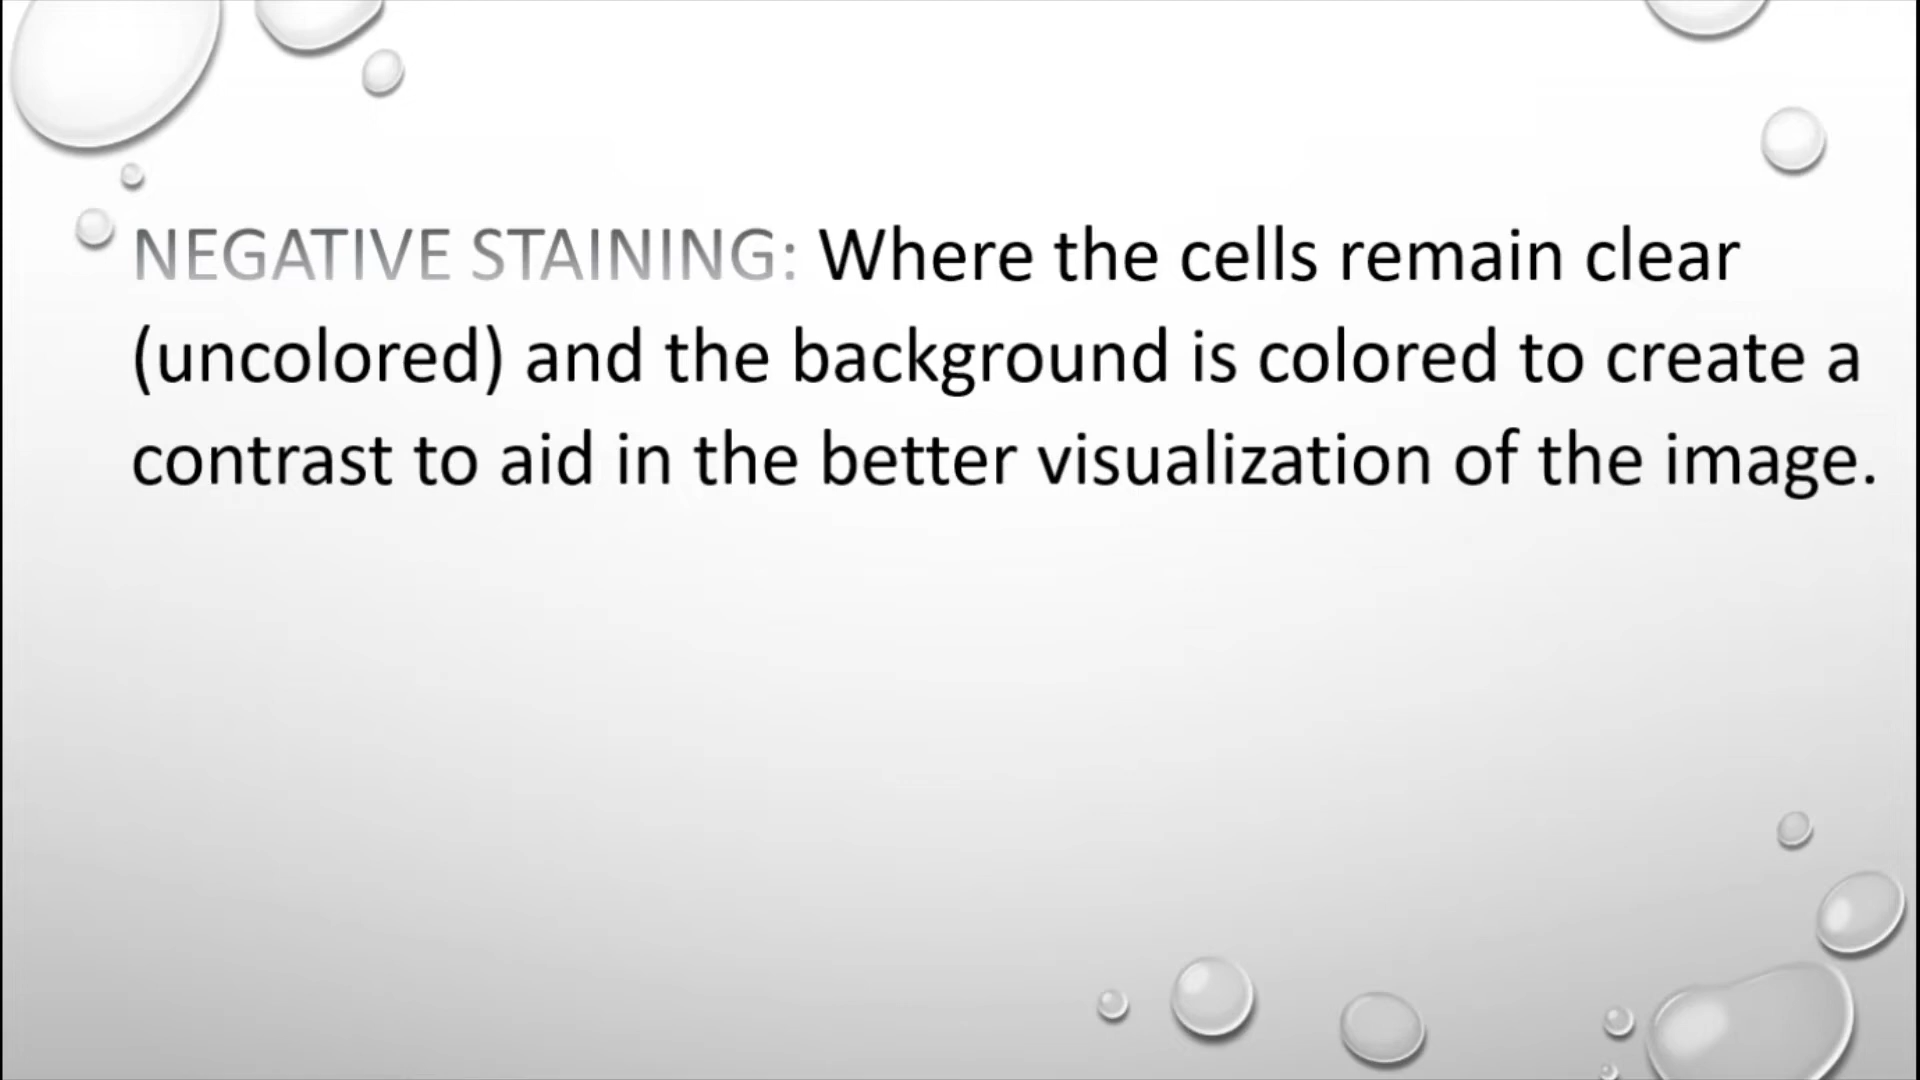 NEGATIVE STAINING: Where the cells remain clear
(uncolored) and the background is colored to create a
contrast to aid in the better visualization of the image.